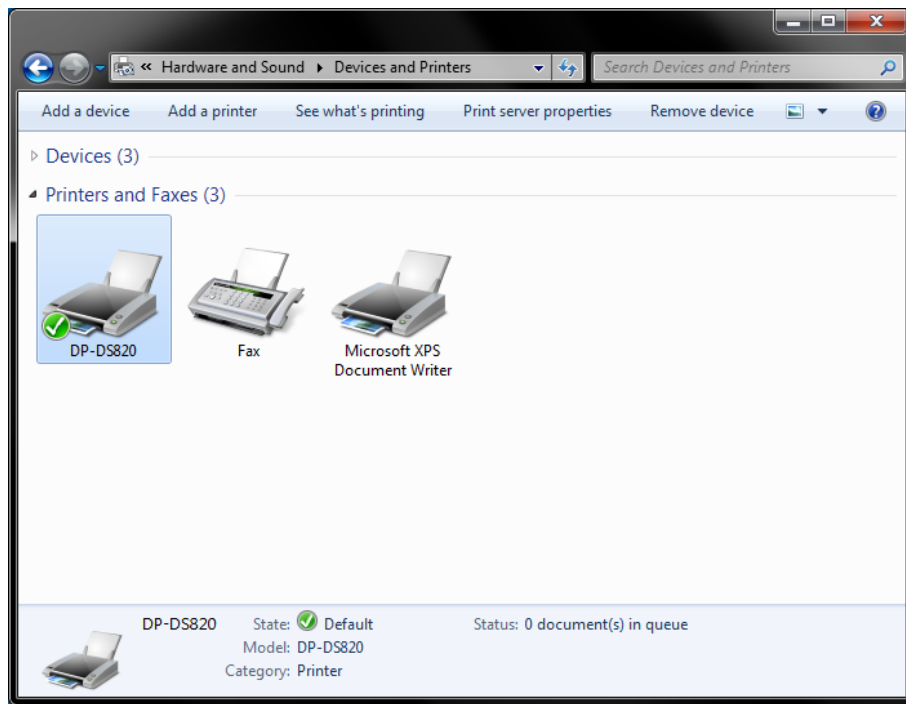 « Hardware and Sound ▸ Devices and Printers Search Devices and Printers
Add a device Add a printer See what's printing Print server properties Remove device
Devices (3)
Printers and Faxes (3)
DP-DS820 Fax Microsoft XPS
Document Writer
DP-DS820 State: Default Status: 0 document(s) in queue
Model: DP-DS820
Category: Printer